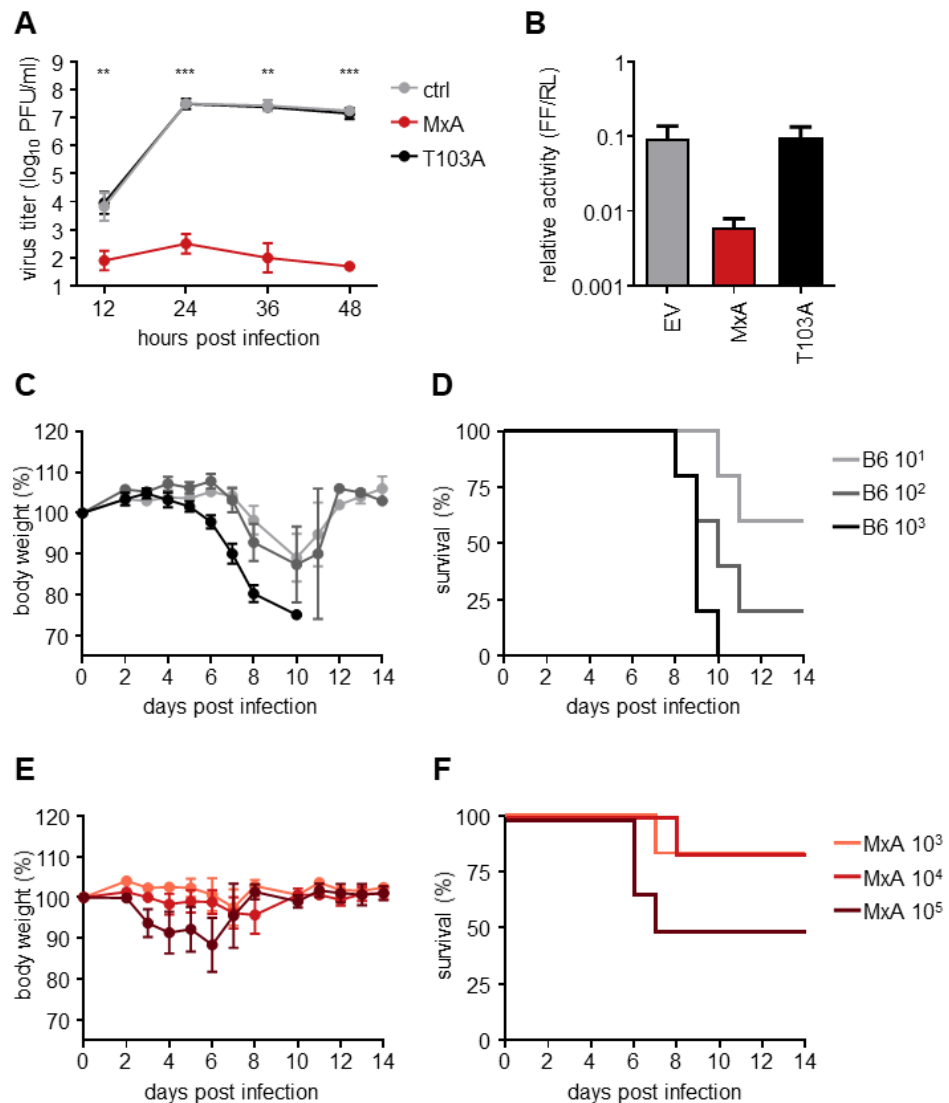 A
virus titer (log₁₀ PFU/ml)
9
8
7
6
5
4
3
2
1
** *** ** ***
12 24 36 48
hours post infection
ctrl
MxA
T103A
B
relative activity (FF/RL)
1
0.1
0.01
0.001
EV
MxA
T103A
C
body weight (%)
120
110
100
90
80
70
0 2 4 6 8 10 12 14
days post infection
D
survival (%)
100
75
50
25
0
0 2 4 6 8 10 12 14
days post infection
B6 10¹
B6 10²
B6 10³
E
body weight (%)
120
110
100
90
80
70
0 2 4 6 8 10 12 14
days post infection
F
survival (%)
100
75
50
25
0
0 2 4 6 8 10 12 14
days post infection
MxA 10³
MxA 10⁴
MxA 10⁵